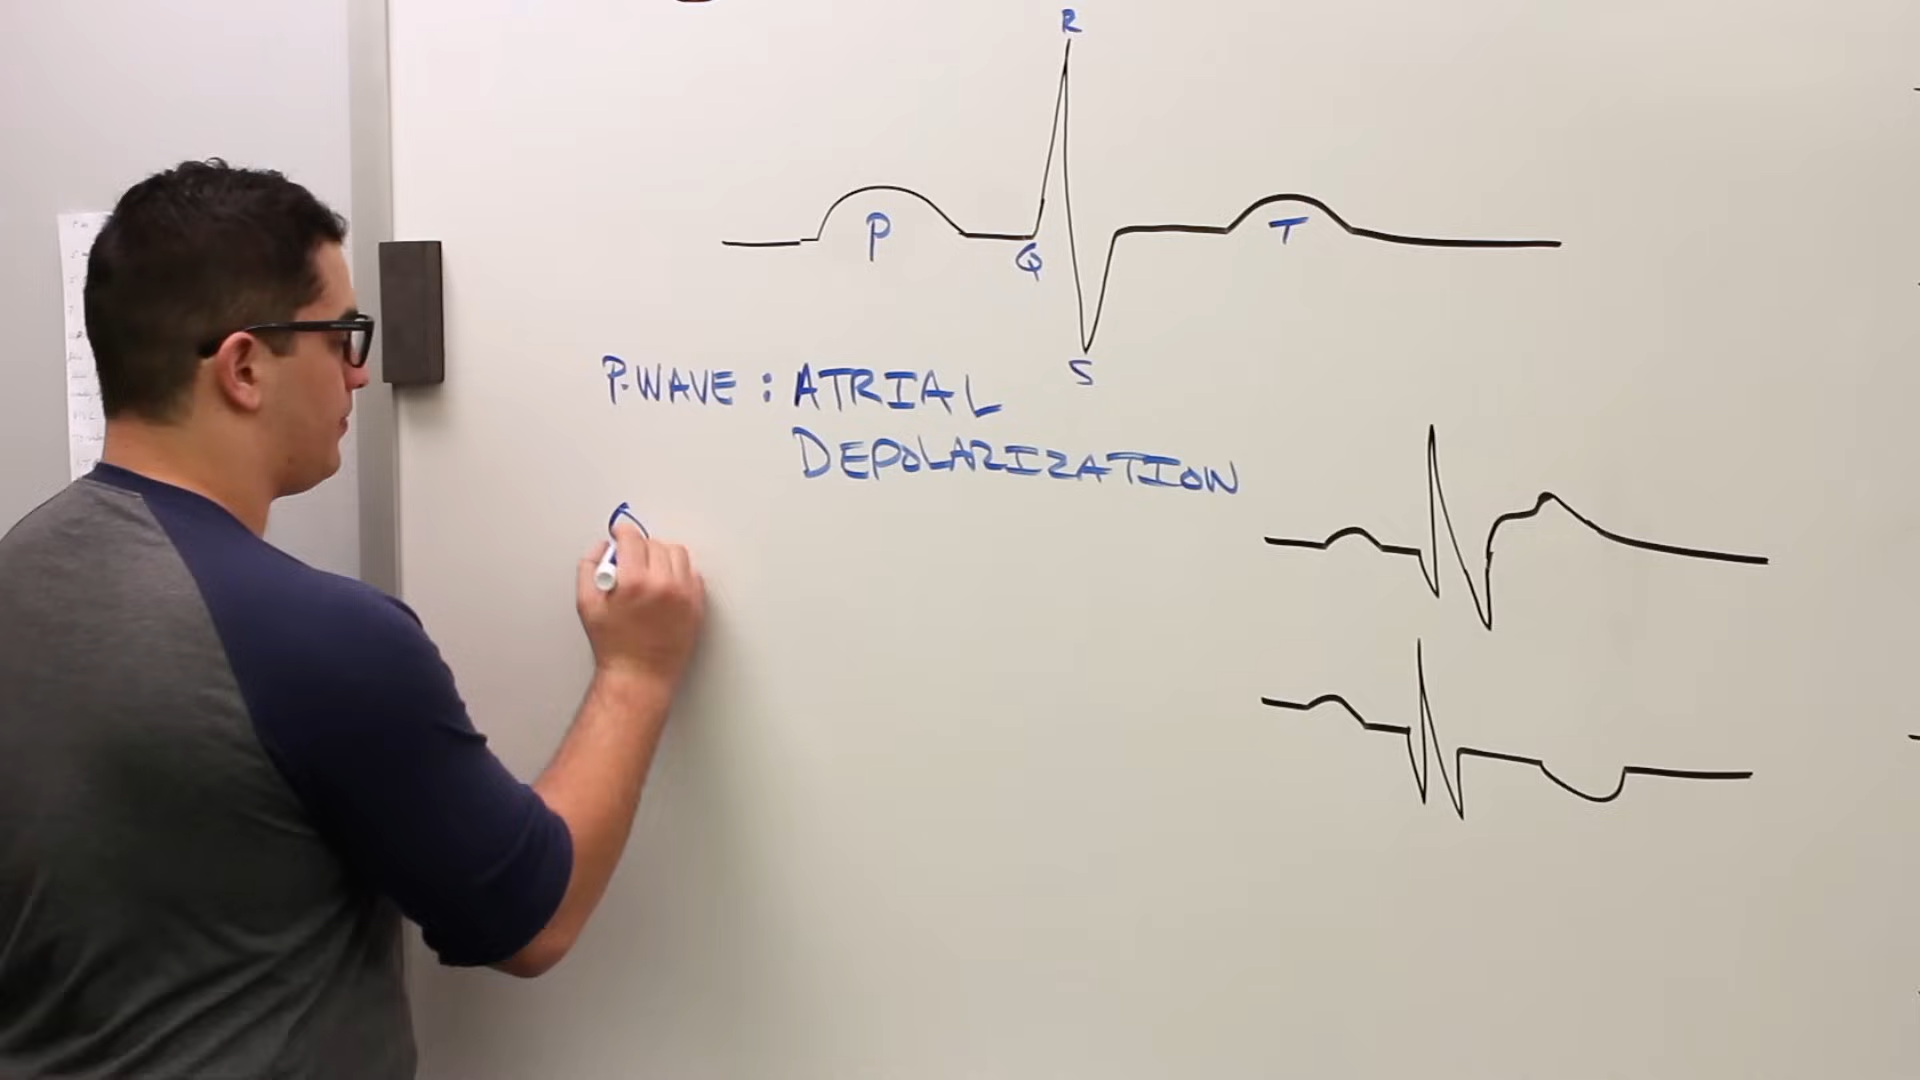 R
P
Q
T
S
P-WAVE : ATRIAL
DEPOLARIZATION